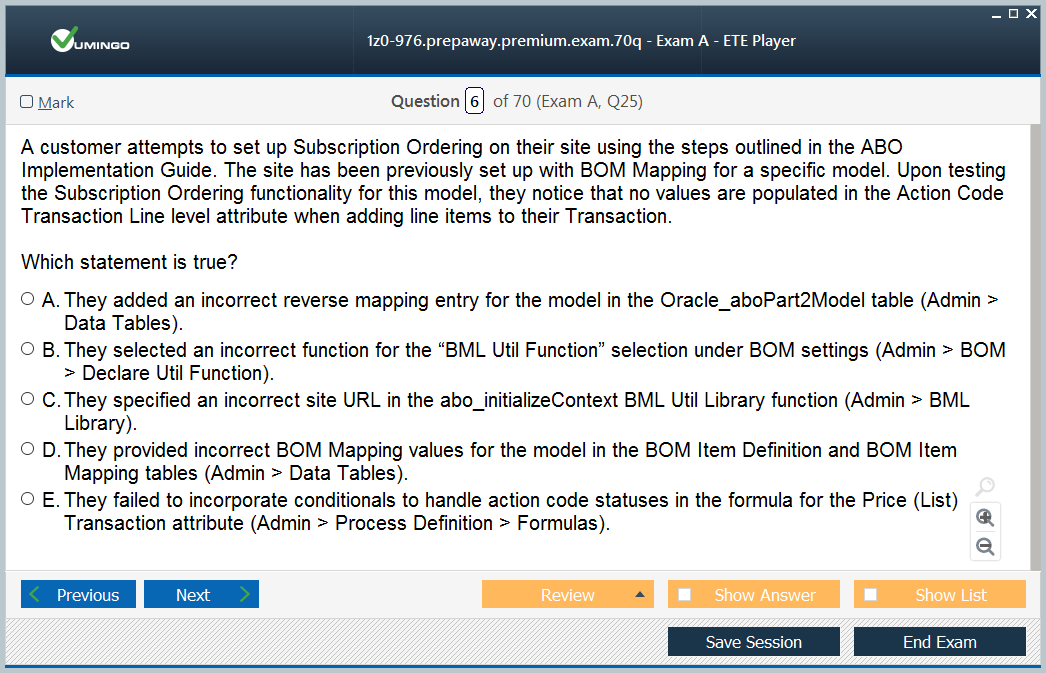 VUMINGO
1z0-976.prepaway.premium.exam.70q - Exam A - ETE Player
Mark
Question 6 of 70 (Exam A, Q25)
A customer attempts to set up Subscription Ordering on their site using the steps outlined in the ABO
Implementation Guide. The site has been previously set up with BOM Mapping for a specific model. Upon testing
the Subscription Ordering functionality for this model, they notice that no values are populated in the Action Code
Transaction Line level attribute when adding line items to their Transaction.
Which statement is true?
A. They added an incorrect reverse mapping entry for the model in the Oracle_aboPart2Model table (Admin >
Data Tables).
B. They selected an incorrect function for the “BML Util Function” selection under BOM settings (Admin > BOM
> Declare Util Function).
C. They specified an incorrect site URL in the abo_initializeContext BML Util Library function (Admin > BML
Library).
D. They provided incorrect BOM Mapping values for the model in the BOM Item Definition and BOM Item
Mapping tables (Admin > Data Tables).
E. They failed to incorporate conditionals to handle action code statuses in the formula for the Price (List)
Transaction attribute (Admin > Process Definition > Formulas).
Previous
Next
Review
Show Answer
Show List
Save Session
End Exam